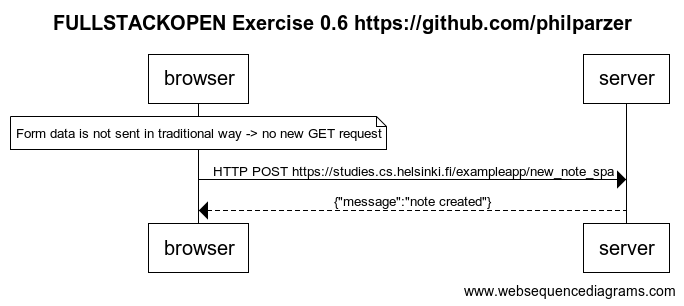 FULLSTACKOPEN Exercise 0.6 https://github.com/philparzer
browser
server
Form data is not sent in traditional way -> no new GET request
HTTP POST https://studies.cs.helsinki.fi/exampleapp/new_note_spa
{"message":"note created"}
browser
server
www.websequencediagrams.com